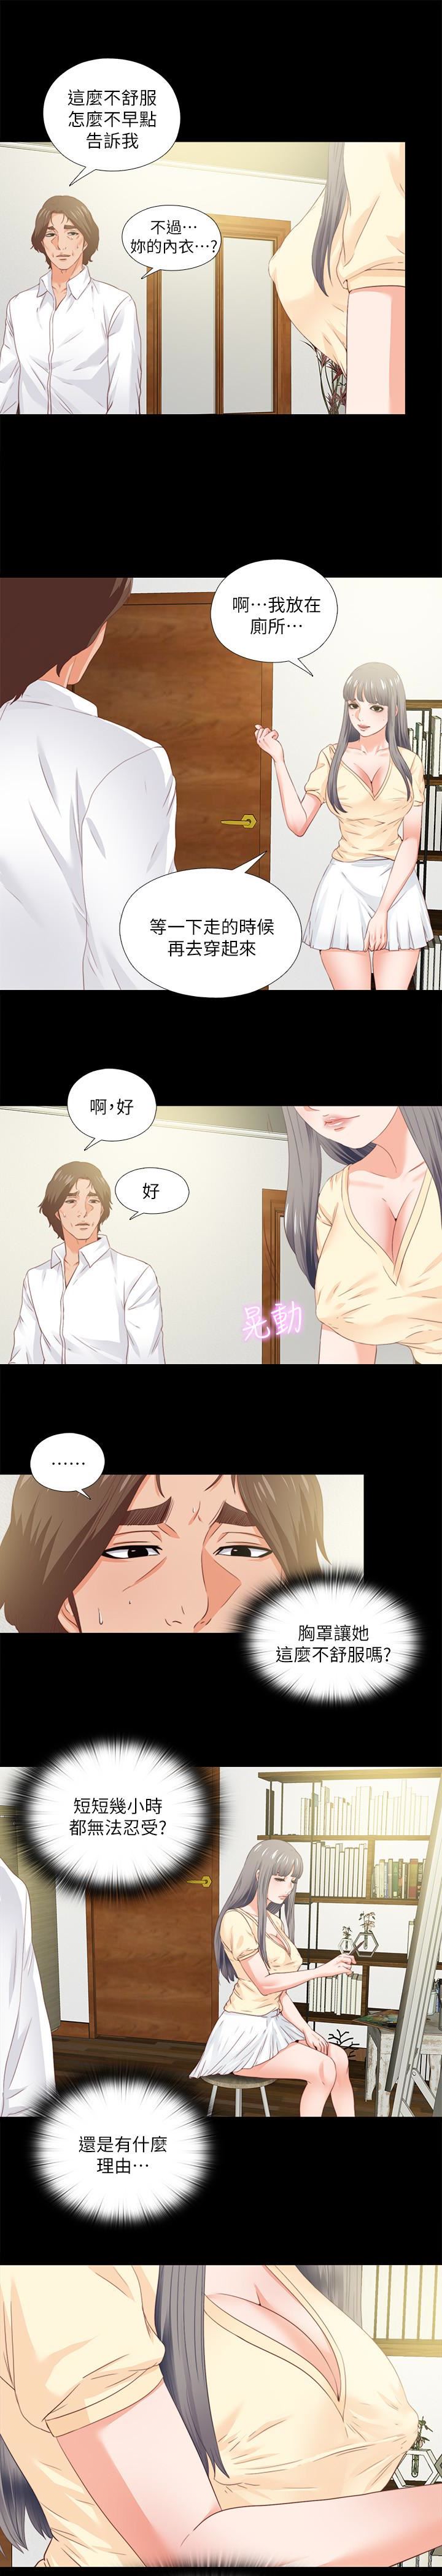 這麼不舒服
怎麼不早點
告訴我
不過…
妳的內衣…?
啊…我放在
廁所…
等一下走的時候
再去穿起來
啊，好
好
晃動
……
胸罩讓她
這麼不舒服嗎?
短短幾小時
都無法忍受?
還是有什麼
理由…